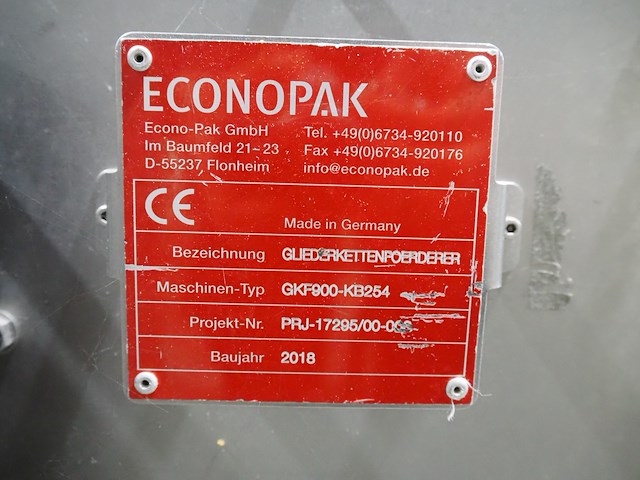 ECONOPAK
Econo-Pak GmbH Tel. +49(0)6734-920110
Im Baumfeld 21-23 Fax +49(0)6734-920176
D-55237 Flonheim info@econopak.de
CE
Made in Germany
Bezeichnung GLIEDERKETTENFOERDERER
Maschinen-Typ GKF900-KB254
Projekt-Nr.
Baujahr 2018